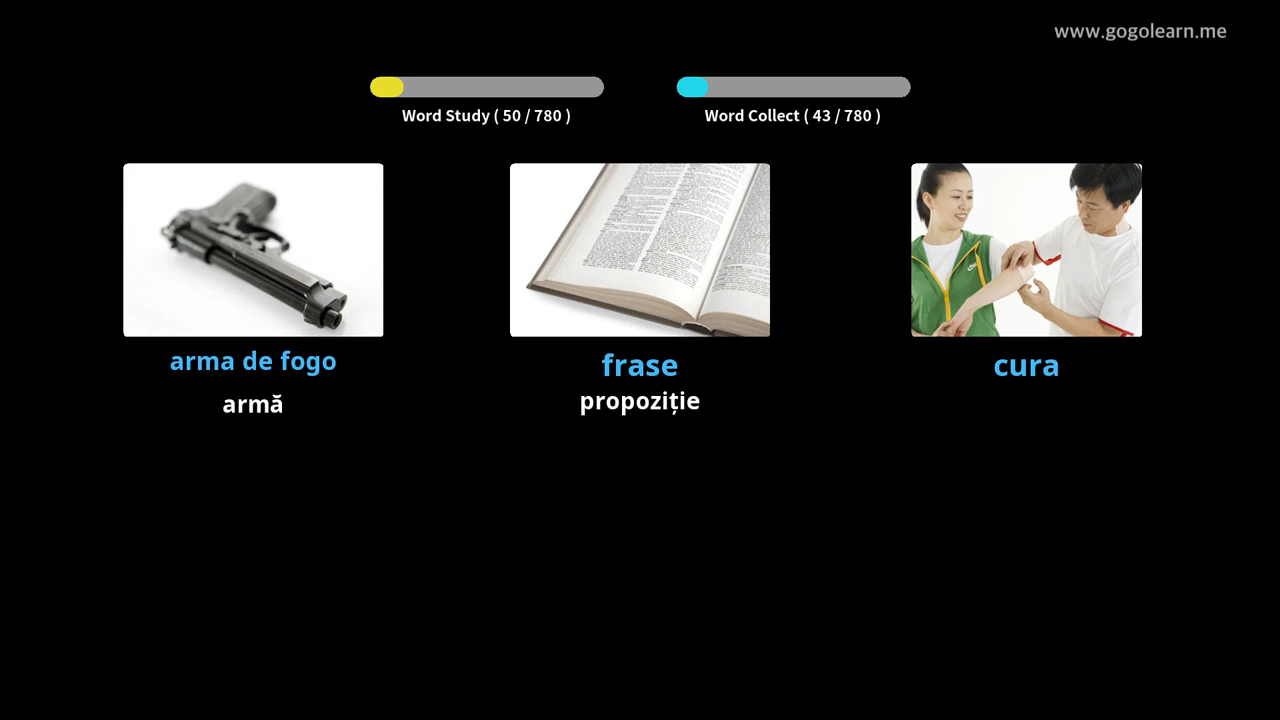 www.gogolearn.me
Word Study ( 50 / 780 )
Word Collect ( 43 / 780 )
arma de fogo
armă
frase
propoziție
cura